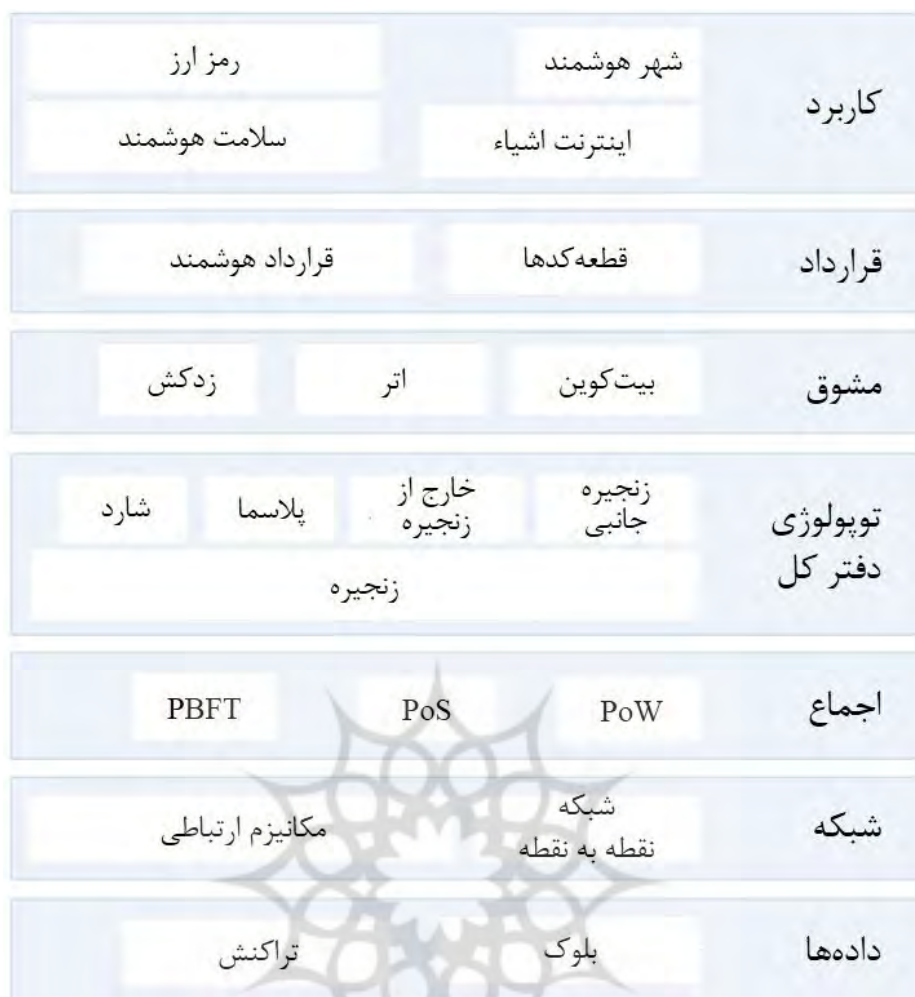 کاربرد
شهر هوشمند
رمز ارز
اینترنت اشیاء
سلامت هوشمند
قرارداد
قطعه‌کدها
قرارداد هوشمند
مشوق
بیت‌کوین
اتر
زدکش
توپولوژی
دفتر کل
زنجیره
جانبی
خارج از
زنجیره
پلاسما
شارد
زنجیره
اجماع
PoW
PoS
PBFT
شبکه
شبکه
نقطه به نقطه
مکانیزم ارتباطی
داده‌ها
بلوک
تراکنش